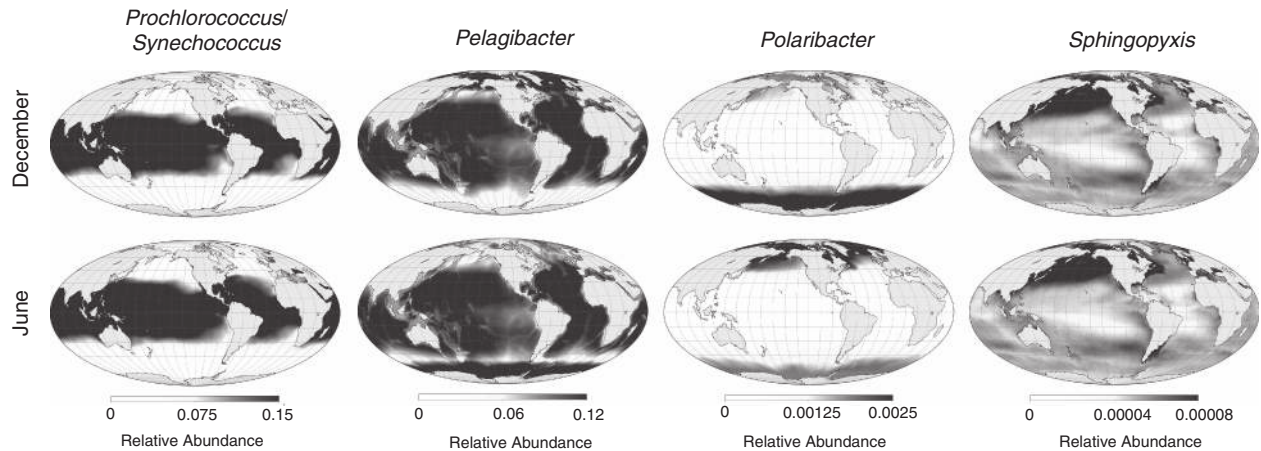 Prochlorococcus/
Synechococcus
Pelagibacter
Polaribacter
Sphingopyxis
December
June
0 0.075 0.15
Relative Abundance
0 0.06 0.12
Relative Abundance
0 0.00125 0.0025
Relative Abundance
0 0.00004 0.00008
Relative Abundance